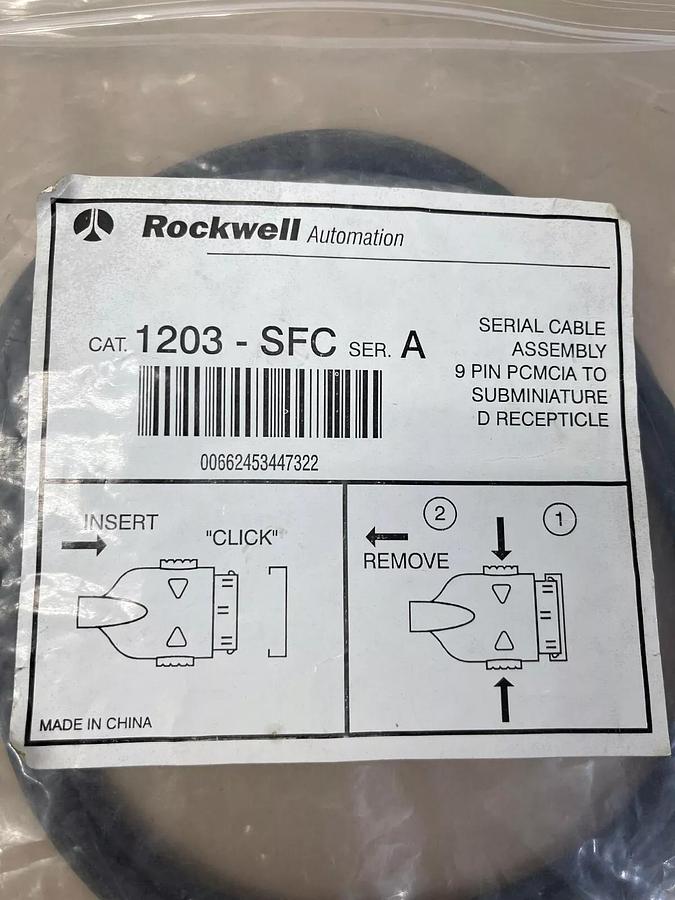 Rockwell Automation
CAT. 1203 - SFC SER. A
SERIAL CABLE
ASSEMBLY
9 PIN PCMCIA TO
SUBMINIATURE
D RECEPTICLE
00662453447322
INSERT
"CLICK"
MADE IN CHINA
2
1
REMOVE